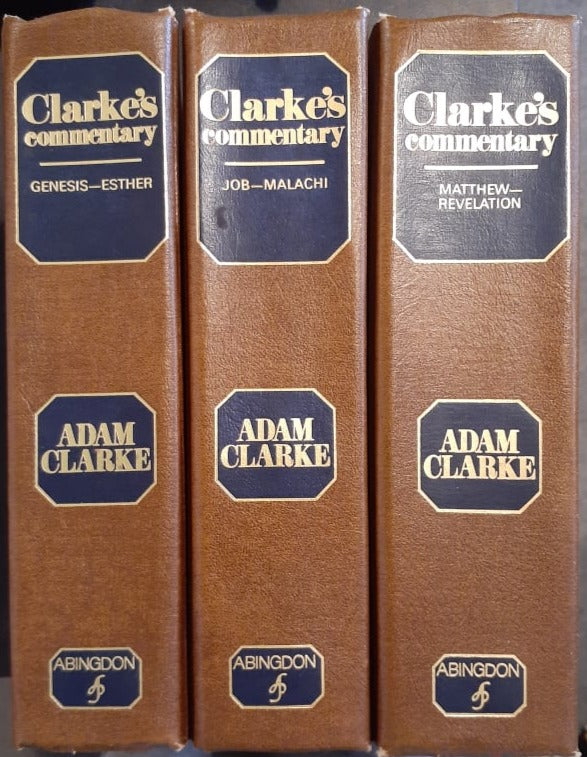 Clarke's
commentary
GENESIS—ESTHER
ADAM
CLARKE
ABINGDON
Clarke's
commentary
JOB—MALACHI
ADAM
CLARKE
ABINGDON
Clarke's
commentary
MATTHEW—
REVELATION
ADAM
CLARKE
ABINGDON